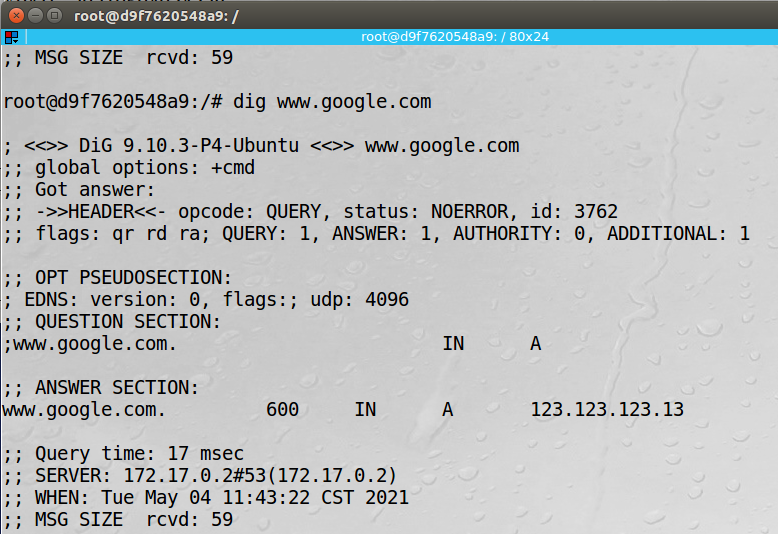 root@d9f7620548a9: /
root@d9f7620548a9: / 80x24
;; MSG SIZE  rcvd: 59
root@d9f7620548a9:/# dig www.google.com
; <<>> DiG 9.10.3-P4-Ubuntu <<>> www.google.com
;; global options: +cmd
;; Got answer:
;; ->>HEADER<<- opcode: QUERY, status: NOERROR, id: 3762
;; flags: qr rd ra; QUERY: 1, ANSWER: 1, AUTHORITY: 0, ADDITIONAL: 1
;; OPT PSEUDOSECTION:
; EDNS: version: 0, flags:; udp: 4096
;; QUESTION SECTION:
;www.google.com.			IN	A
;; ANSWER SECTION:
www.google.com.		600	IN	A	123.123.123.13
;; Query time: 17 msec
;; SERVER: 172.17.0.2#53(172.17.0.2)
;; WHEN: Tue May 04 11:43:22 CST 2021
;; MSG SIZE  rcvd: 59